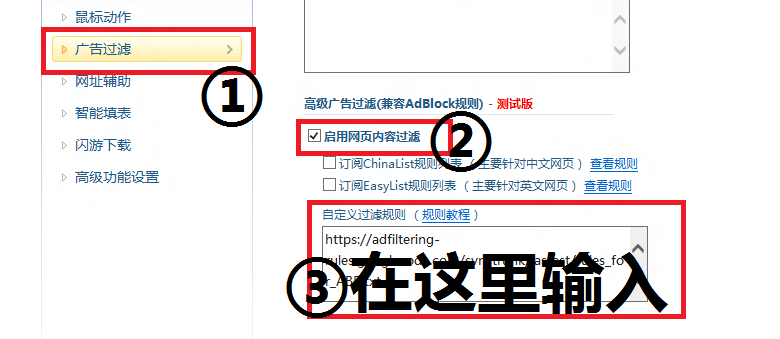 鼠标动作
广告过滤
网址辅助
智能填表
闪游下载
高级功能设置
①
高级广告过滤(兼容AdBlock规则) - 测试版
启用网页内容过滤
②
订阅ChinaList规则列表（主要针对中文网页） 查看规则
订阅EasyList规则列表（主要针对英文网页） 查看规则
自定义过滤规则 （规则教程）
https://adfiltering-
③在这里输入